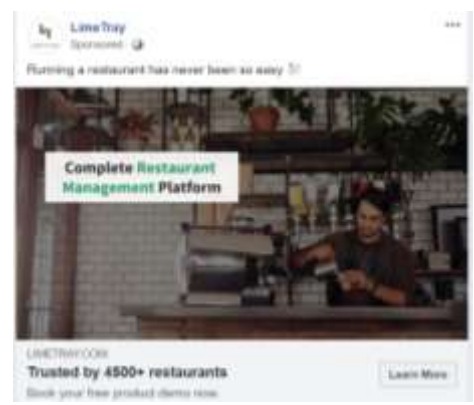 LimeTray
Sponsored
Running a restaurant has never been so easy
Complete Restaurant
Management Platform
LIMETRAY.COM
Trusted by 4500+ restaurants
Learn More
Book your free product demo now.